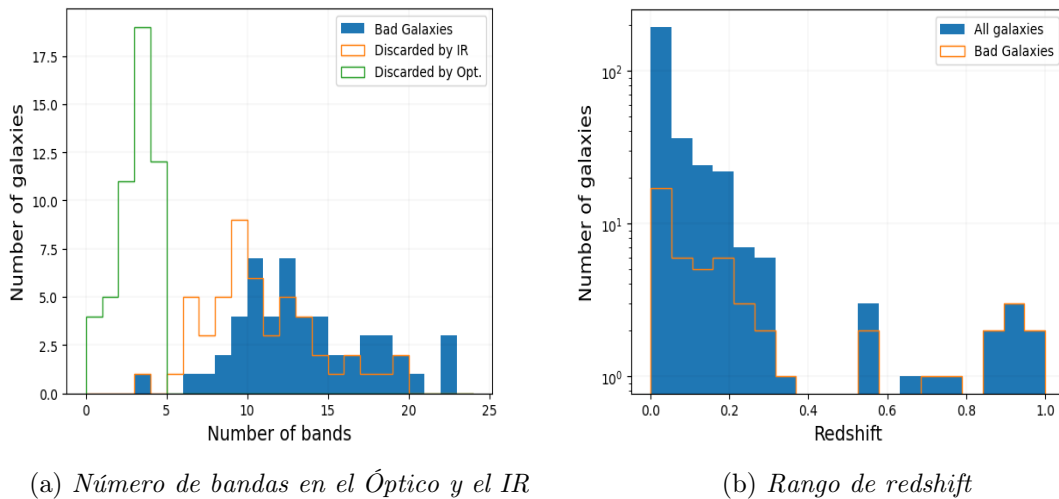 Number of galaxies
17.5
15.0
12.5
10.0
7.5
5.0
2.5
0.0
0
5
10
15
20
25
Number of bands
Bad Galaxies
Discarded by IR
Discarded by Opt.
(a) Número de bandas en el Óptico y el IR
Number of galaxies
10²
10¹
10⁰
0.0
0.2
0.4
0.6
0.8
1.0
Redshift
All galaxies
Bad Galaxies
(b) Rango de redshift